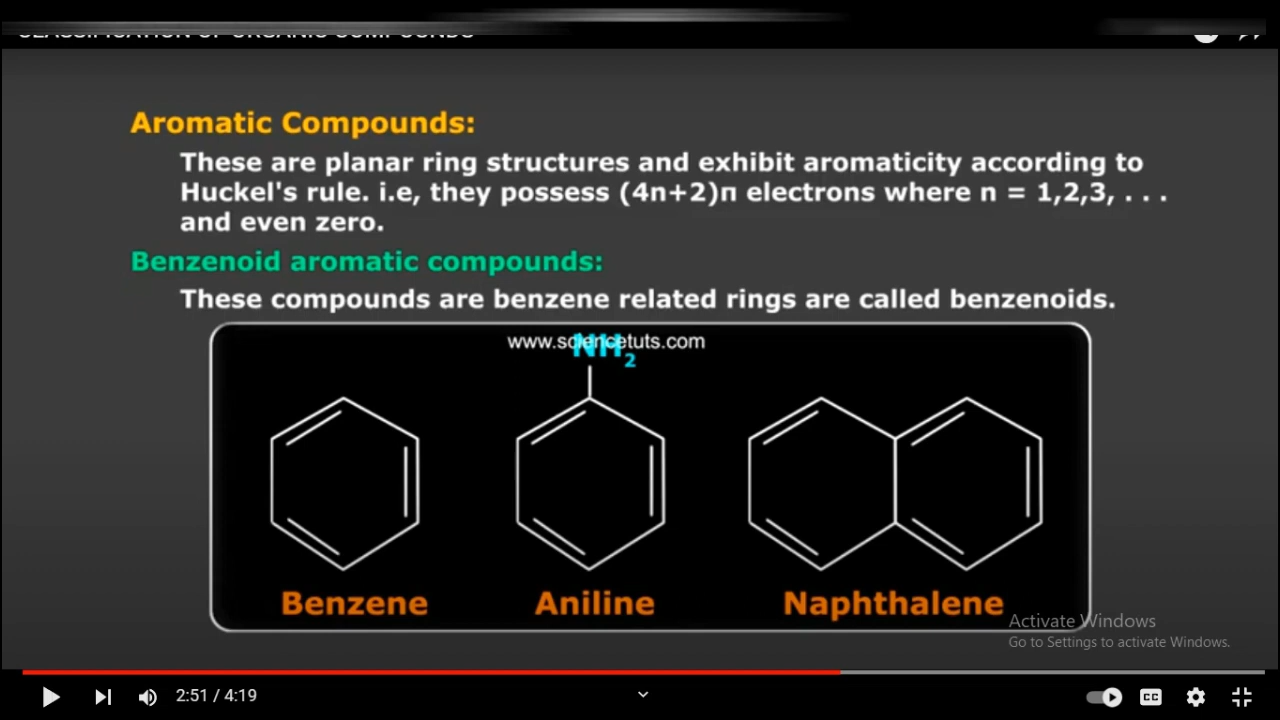 CLASSIFICATION OF ORGANIC COMPOUNDS
Aromatic Compounds:
These are planar ring structures and exhibit aromaticity according to
Huckel's rule. i.e, they possess (4n+2)п electrons where n = 1,2,3, . . .
and even zero.
Benzenoid aromatic compounds:
These compounds are benzene related rings are called benzenoids.
www.sciencetuts.com
NH2
Benzene
Aniline
Naphthalene
Activate Windows
Go to Settings to activate Windows.
2:51 / 4:19
CC